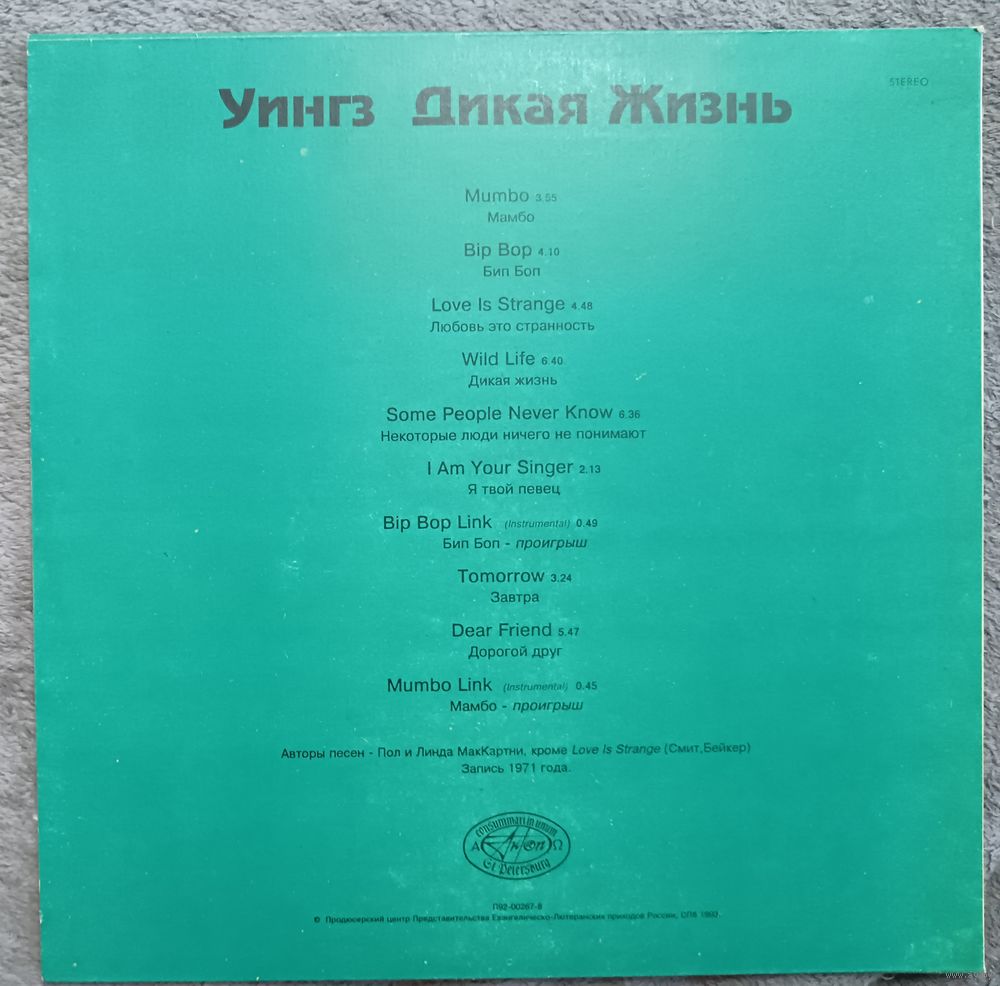 STEREO
Уингз Дикая Жизнь
Mumbo 3.55
Мамбо
Bip Bop 4.10
Бип Боп
Love Is Strange 4.48
Любовь это странность
Wild Life 6.40
Дикая жизнь
Some People Never Know 6.36
Некоторые люди ничего не понимают
I Am Your Singer 2.13
Я твой певец
Bip Bop Link (Instrumental) 0.49
Бип Боп - проигрыш
Tomorrow 3.24
Завтра
Dear Friend 5.47
Дорогой друг
Mumbo Link (Instrumental) 0.45
Мамбо - проигрыш
Авторы песен - Пол и Линда МакКартни, кроме Love Is Strange (Смит,Бейкер)
Запись 1971 года.
consummati in unum
А Ω
St. Petersburg
П92-00267-8
© Продюсерский центр Представительства Евангелическо-Лютеранских приходов России, СПб